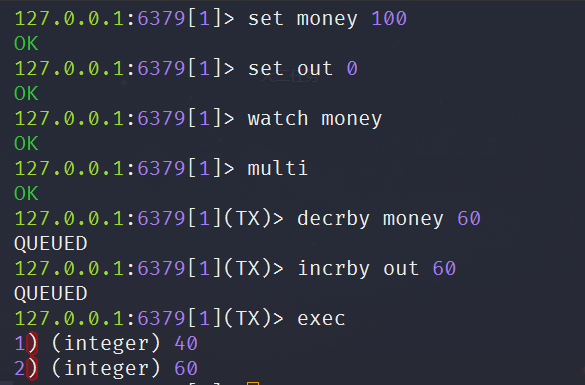 127.0.0.1:6379[1]> set money 100
OK
127.0.0.1:6379[1]> set out 0
OK
127.0.0.1:6379[1]> watch money
OK
127.0.0.1:6379[1]> multi
OK
127.0.0.1:6379[1](TX)> decrby money 60
QUEUED
127.0.0.1:6379[1](TX)> incrby out 60
QUEUED
127.0.0.1:6379[1](TX)> exec
1) (integer) 40
2) (integer) 60